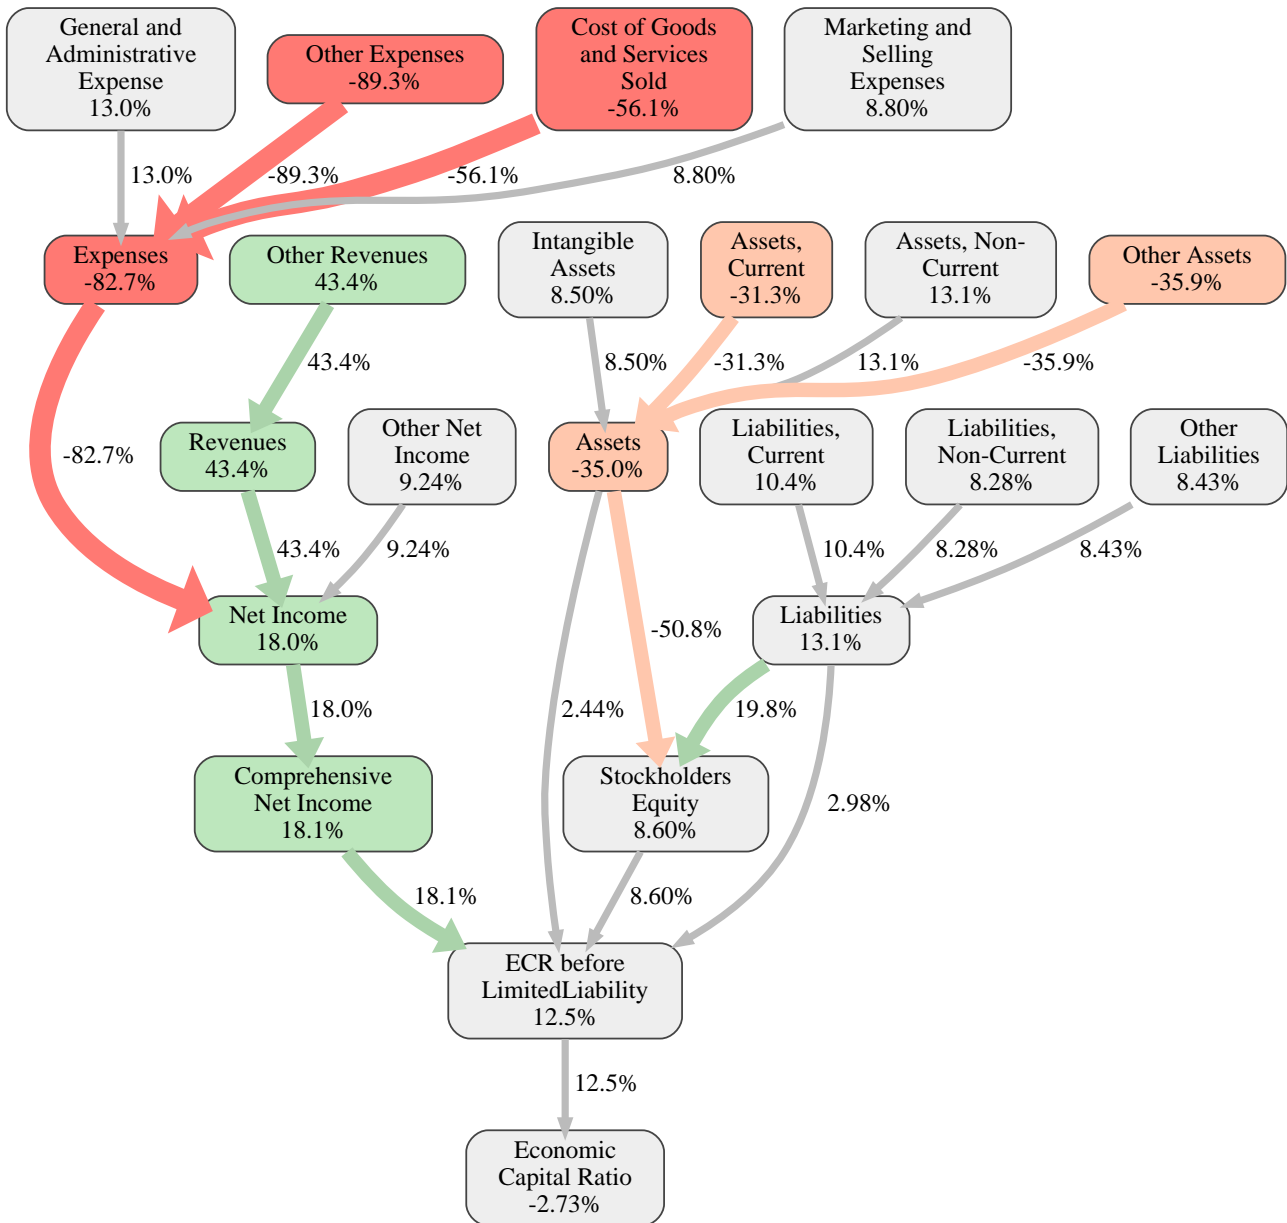 General and
Administrative
Expense
13.0%
Other Expenses
-89.3%
Cost of Goods
and Services
Sold
-56.1%
Marketing and
Selling
Expenses
8.80%
13.0%
-89.3%
-56.1%
8.80%
Expenses
-82.7%
Other Revenues
43.4%
Intangible
Assets
8.50%
Assets,
Current
-31.3%
Assets, Non-
Current
13.1%
Other Assets
-35.9%
43.4%
8.50%
-31.3%
13.1%
-35.9%
-82.7%
Revenues
43.4%
Other Net
Income
9.24%
Assets
-35.0%
Liabilities,
Current
10.4%
Liabilities,
Non-Current
8.28%
Other
Liabilities
8.43%
43.4%
9.24%
10.4%
8.28%
8.43%
Net Income
18.0%
-50.8%
Liabilities
13.1%
18.0%
2.44%
19.8%
Comprehensive
Net Income
18.1%
Stockholders
Equity
8.60%
2.98%
18.1%
8.60%
ECR before
LimitedLiability
12.5%
12.5%
Economic
Capital Ratio
-2.73%